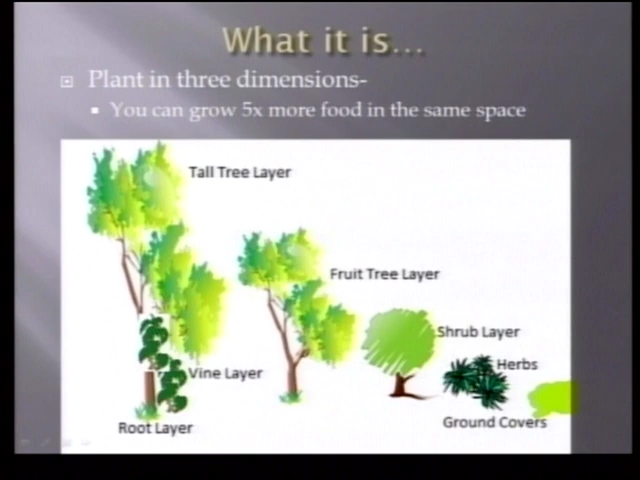 What it is...
Plant in three dimensions-
You can grow 5x more food in the same space
Tall Tree Layer
Fruit Tree Layer
Shrub Layer
Herbs
Vine Layer
Ground Covers
Root Layer